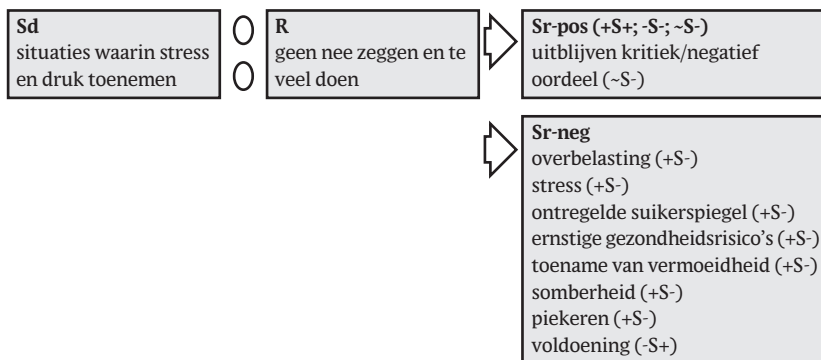 Sd
situaties waarin stress
en druk toenemen
R
geen nee zeggen en te
veel doen
Sr-pos (+S+; -S-; ~S-)
uitblijven kritiek/negatief
oordeel (~S-)
Sr-neg
overbelasting (+S-)
stress (+S-)
ontregelde suikerspiegel (+S-)
ernstige gezondheidsrisico’s (+S-)
toename van vermoeidheid (+S-)
somberheid (+S-)
piekeren (+S-)
voldoening (-S+)